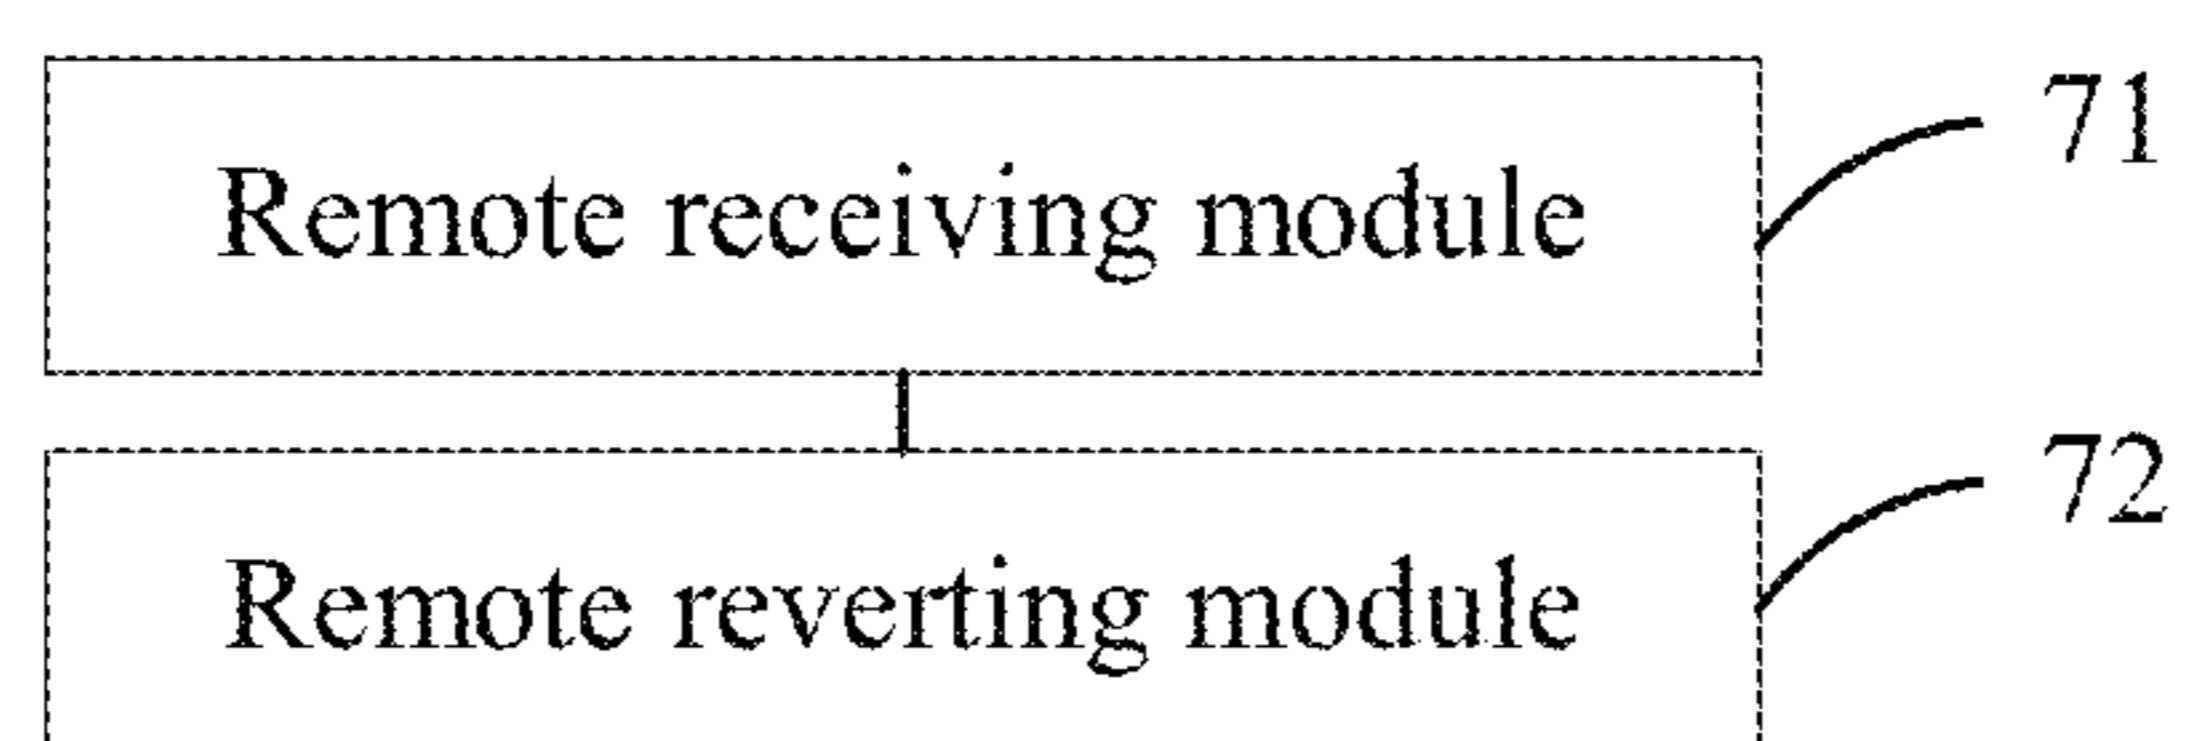 Remote receiving module 71
Remote reverting module 72